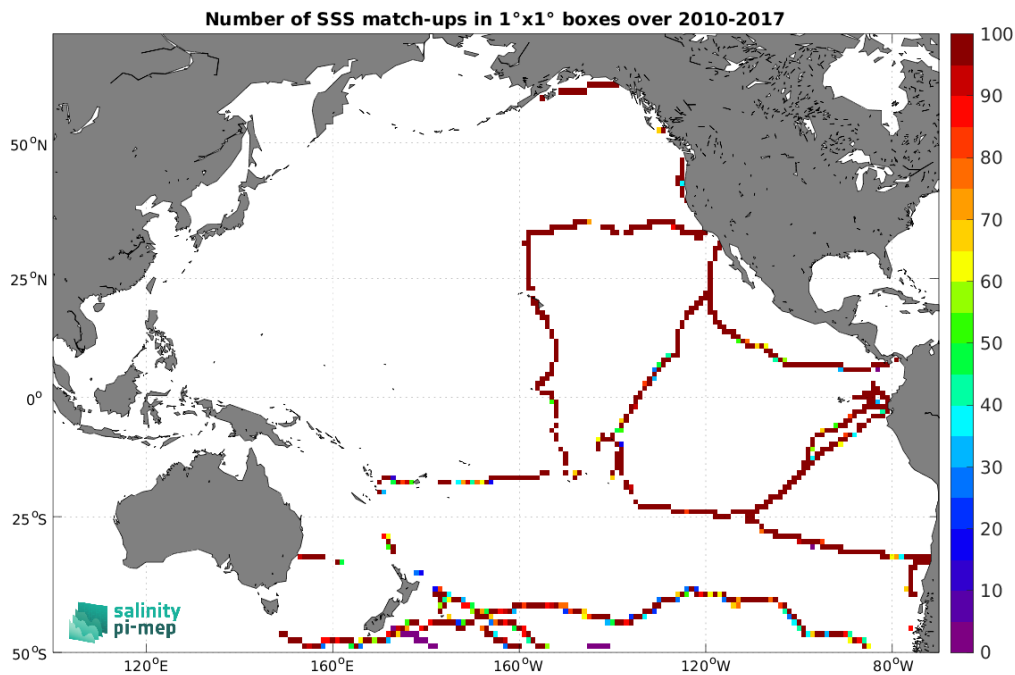 Number of SSS match-ups in 1°x1° boxes over 2010-2017
100
90
80
70
60
50
40
30
20
10
0
50°N
25°N
0°
25°S
50°S
120°E
160°E
160°W
120°W
80°W
salinity
pi-mep